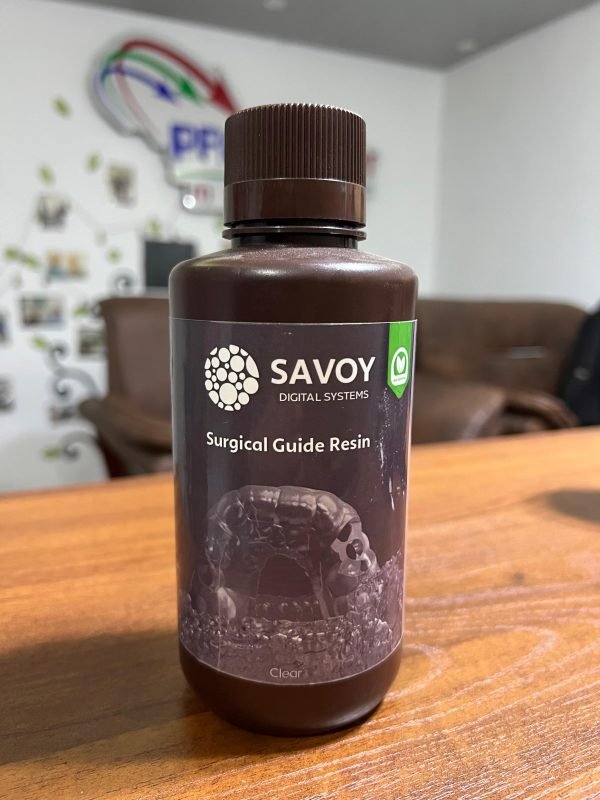 SAVOY
DIGITAL SYSTEMS
Surgical Guide Resin
Clear